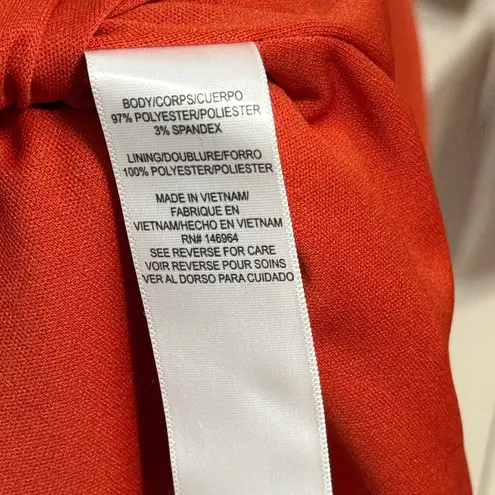 BODY/CORPS/CUERPO
97% POLYESTER/POLIESTER
3% SPANDEX
LINING/DOUBLURE/FORRO
100% POLYESTER/POLIESTER
MADE IN VIETNAM/
FABRIQUE EN
VIETNAM/HECHO EN VIETNAM
RN# 146964
SEE REVERSE FOR CARE
VOIR REVERSE POUR SOINS
VER AL DORSO PARA CUIDADO